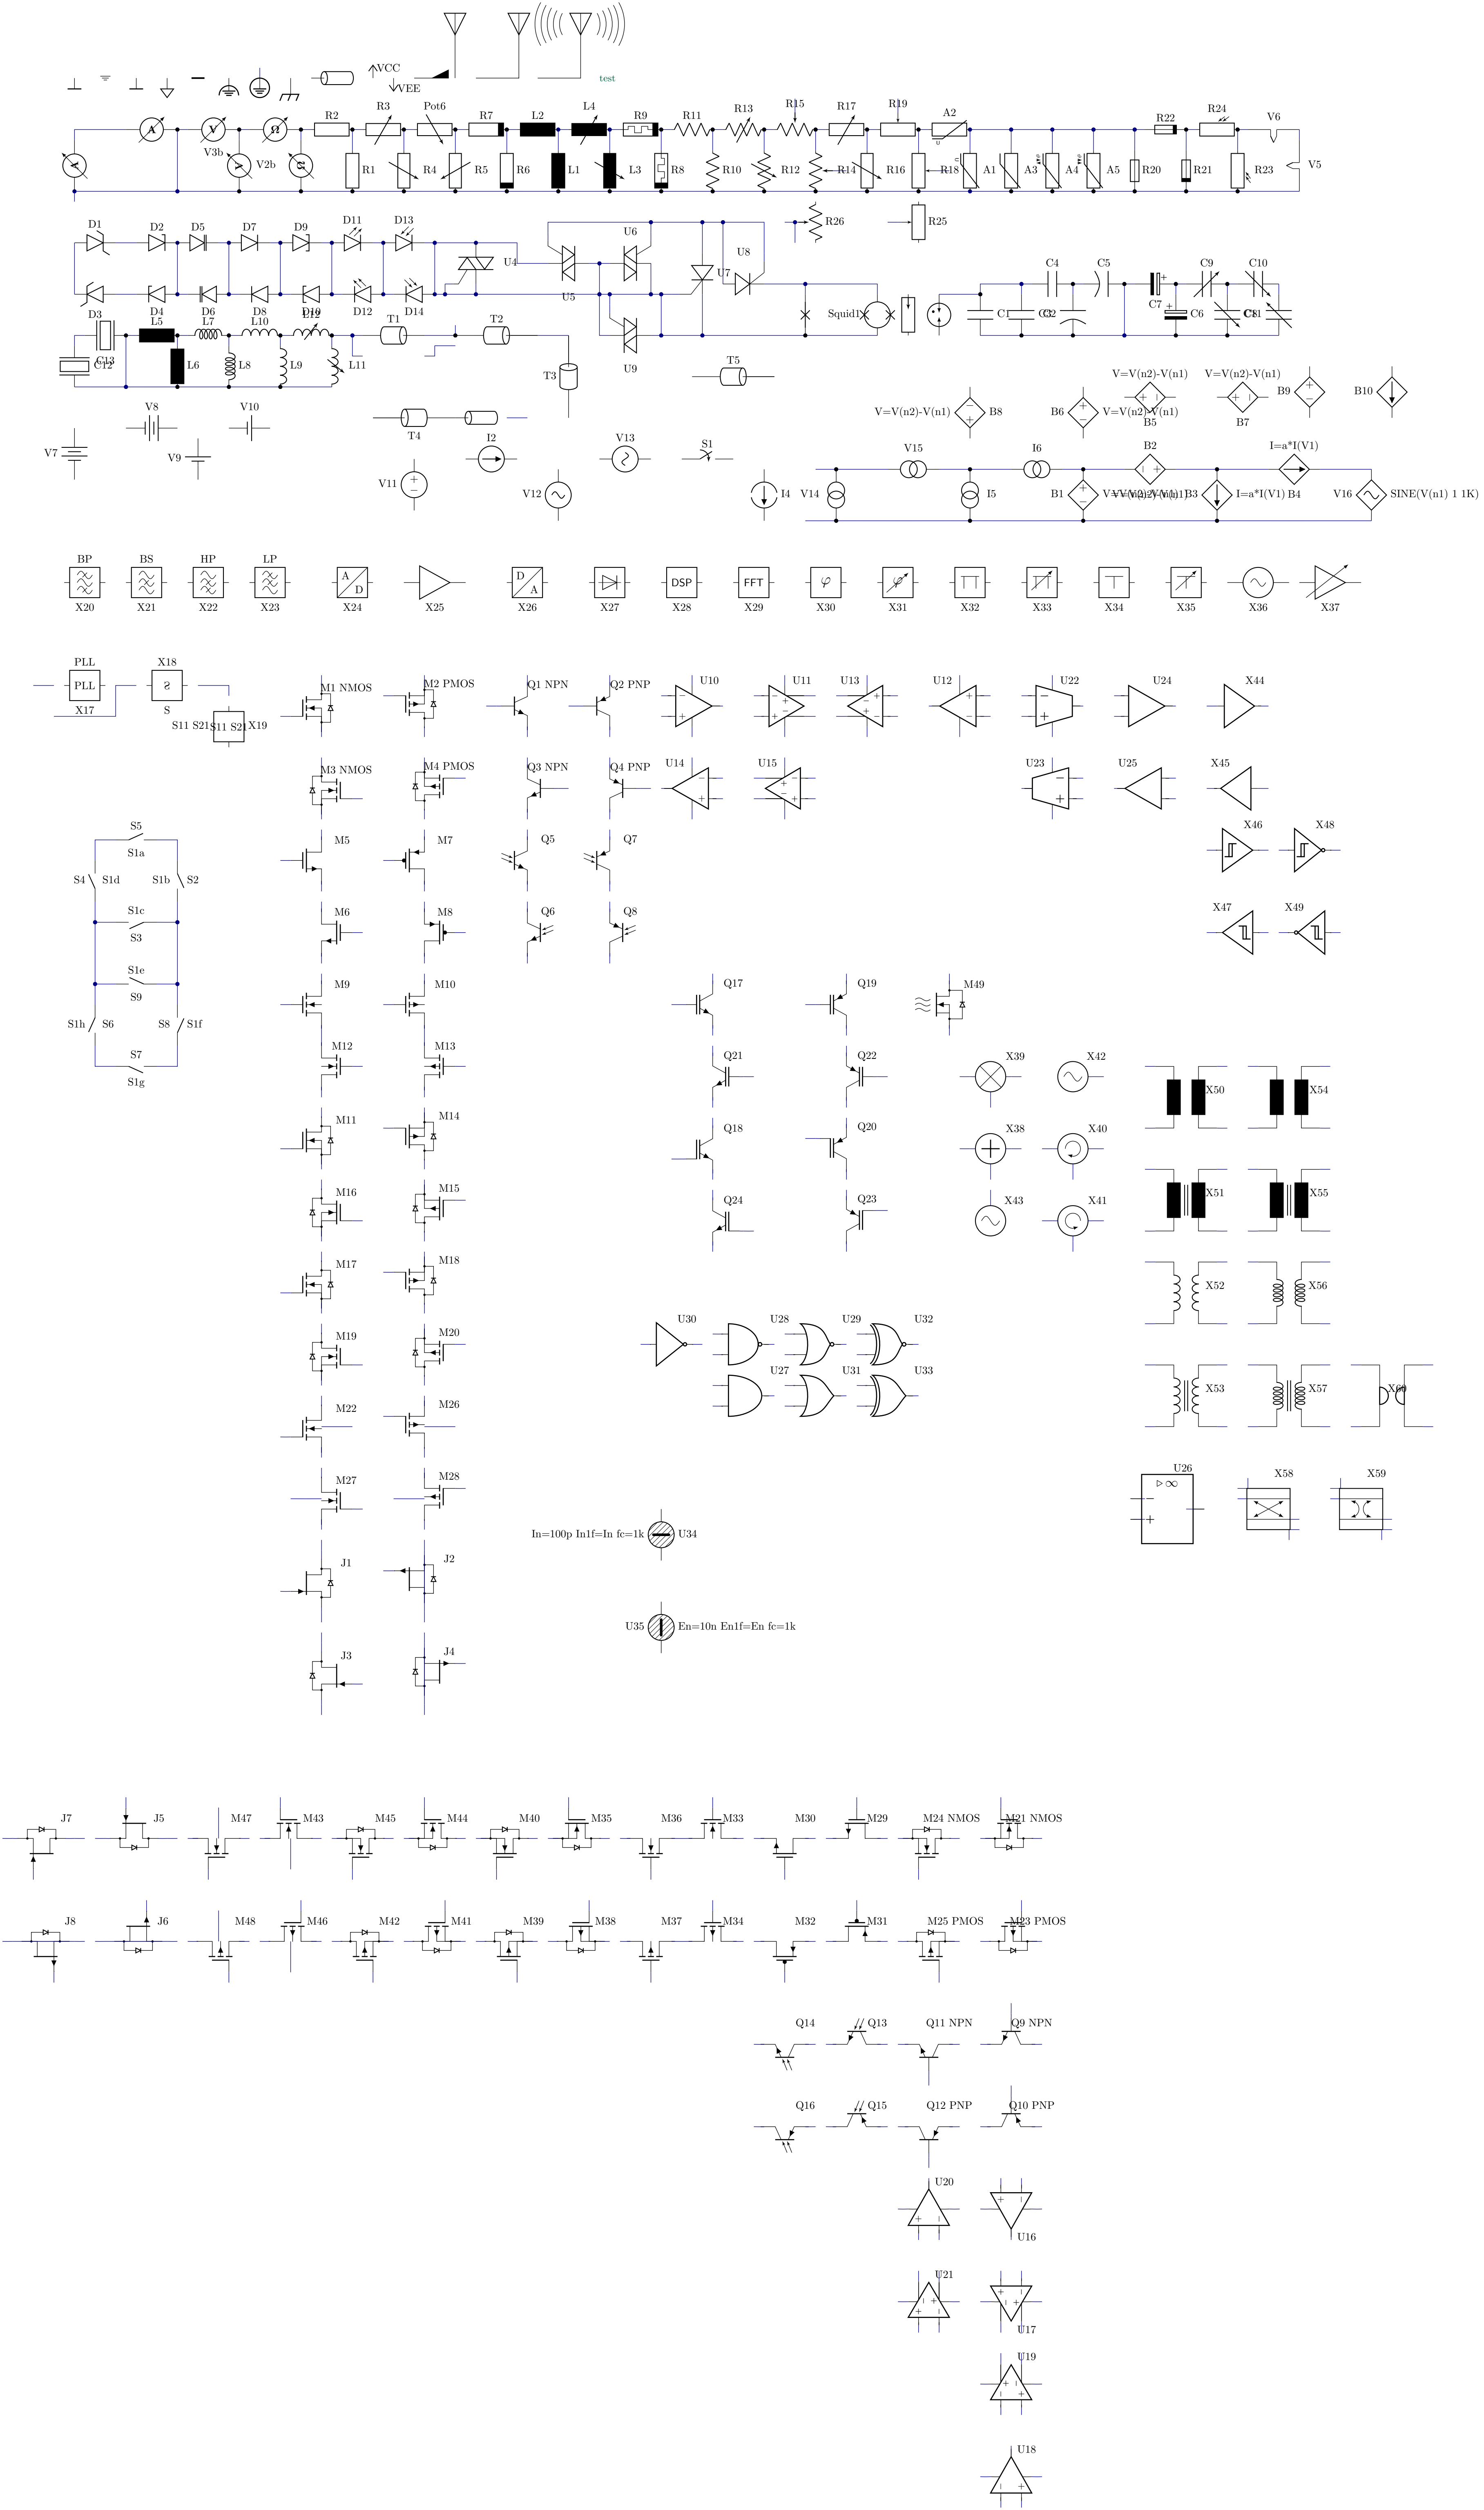 VCC
VEE
test
A V Ω R2 R3 Pot6 R7 L2 L4 R9 R11 R13 R15 R17 R19 A2 R22 R24 V6
A V3b V V2b Ω R1 R4 R5 R6 L1 L3 R8 R10 R12 R14 R16 R18 A1 A3 A4 A5 R20 R21 R23 V5
R26 R25
D1 D2 D5 D7 D9 D11 D13 U4 U6 U8
U5 U7 C4 C5 C9 C10
D3 D4 D6 D8 D10 D12 D14 Squid1 C1 C3 C2 C7 C6 C8 C11
L5 L7 L10 L12 T1 T2
C13 C12 L6 L8 L9 L11 T3 U9 T5
V=V(n2)-V(n1) V=V(n2)-V(n1)
V8 V10 T4 V=V(n2)-V(n1) B8 B6 V=V(n2)-V(n1) B5 B7 B9 B10
V7 V9 I2 V13 S1 V15 I6 B2 I=a*I(V1)
V11 V12 I4 V14 I5 B1 V=V(n2)-V(n1) B3 I=a*I(V1) B4 V16 SINE(V(n1) 1 1K)
BP BS HP LP
A D D A DSP FFT φ φ
X20 X21 X22 X23 X24 X25 X26 X27 X28 X29 X30 X31 X32 X33 X34 X35 X36 X37
PLL X18
PLL S
X17 S
S11 S21 S11 S21 X19
M1 NMOS M2 PMOS Q1 NPN Q2 PNP U10 U11 U13 U12 U22 U24 X44
M3 NMOS M4 PMOS Q3 NPN Q4 PNP U14 U15 U23 U25 X45
S5 X46 X48
S1a M5 M7 Q5 Q7
S4 S1d S1b S2
S1c M6 M8 Q6 Q8 X47 X49
S3
S1e
S9 M9 M10 Q17 Q19 M49
S1h S6 S8 S1f
S7 M12 M13 Q21 Q22 X39 X42
S1g X50 X54
M11 M14 Q18 Q20 X38 X40
M16 M15 Q24 Q23 X43 X41 X51 X55
M17 M18 X52 X56
M19 M20 U30 U28 U29 U32
U27 U31 U33 X53 X57 X60
M22 M26
M27 M28 U26 ∞ X58 X59
In=100p In1f=In fc=1k U34
J1 J2
U35 En=10n En1f=En fc=1k
J3 J4
J7 J5 M47 M43 M45 M44 M40 M35 M36 M33 M30 M29 M24 NMOS M21 NMOS
J8 J6 M48 M46 M42 M41 M39 M38 M37 M34 M32 M31 M25 PMOS M23 PMOS
Q14 Q13 Q11 NPN Q9 NPN
Q16 Q15 Q12 PNP Q10 PNP
U20
U16
U21
U17
U19
U18